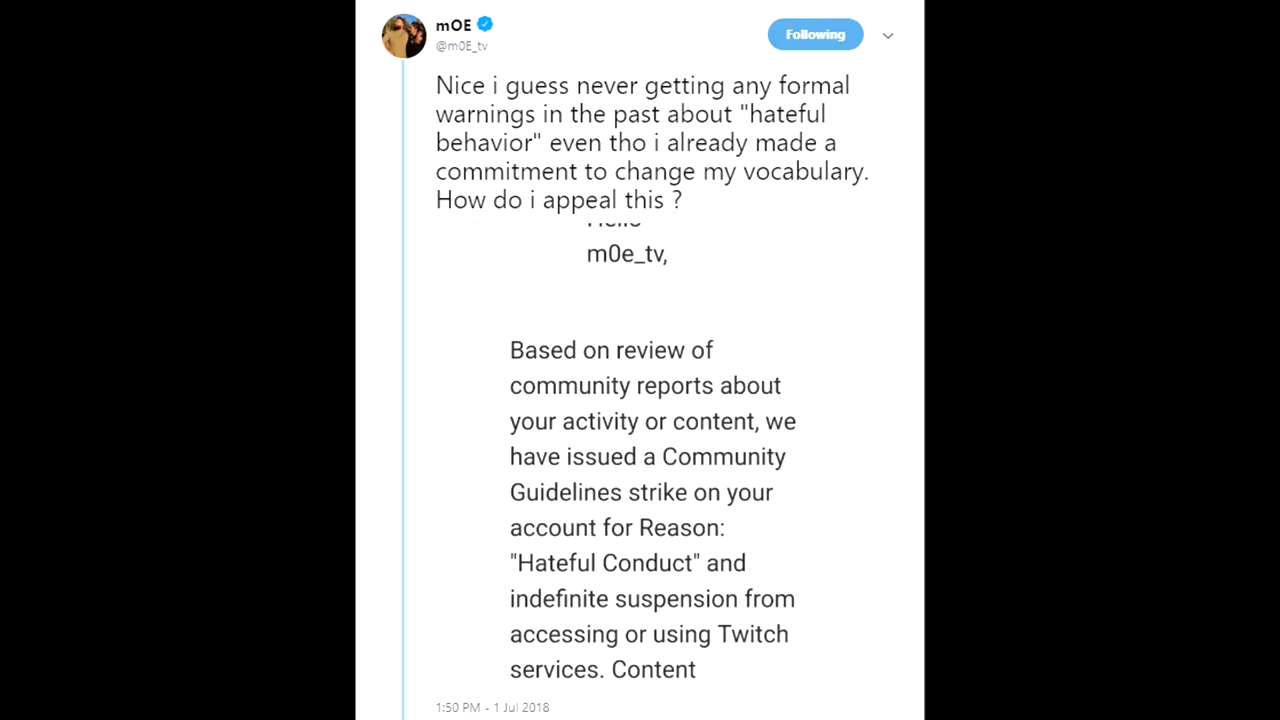 mOE
@m0E_tv
Following
Nice i guess never getting any formal
warnings in the past about "hateful
behavior" even tho i already made a
commitment to change my vocabulary.
How do i appeal this ?
Hello
m0e_tv,
Based on review of
community reports about
your activity or content, we
have issued a Community
Guidelines strike on your
account for Reason:
"Hateful Conduct" and
indefinite suspension from
accessing or using Twitch
services. Content
1:50 PM - 1 Jul 2018